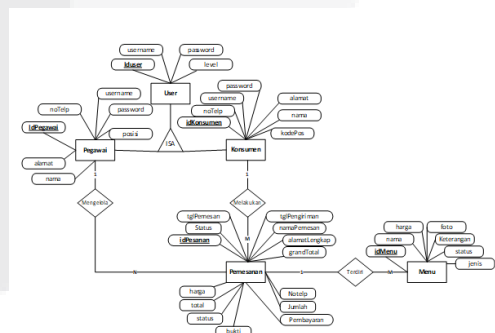 username
password
iduser
level
User
username
noTelp
password
IdPegawai
posisi
alamat
nama
Pegawai
ISA
password
username
alamat
noTelp
nama
idKonsumen
kodePos
Konsumen
1
1
Mengelola
Melakukan
tglPemesan
tglPengiriman
Status
namaPemesan
idPesanan
alamatLengkap
grandTotal
M
N
Pemesanan
1
Terdiri
M
Menu
harga
foto
nama
Keterangan
idMenu
status
jenis
harga
Notelp
total
Jumlah
status
Pembayaran
bukti